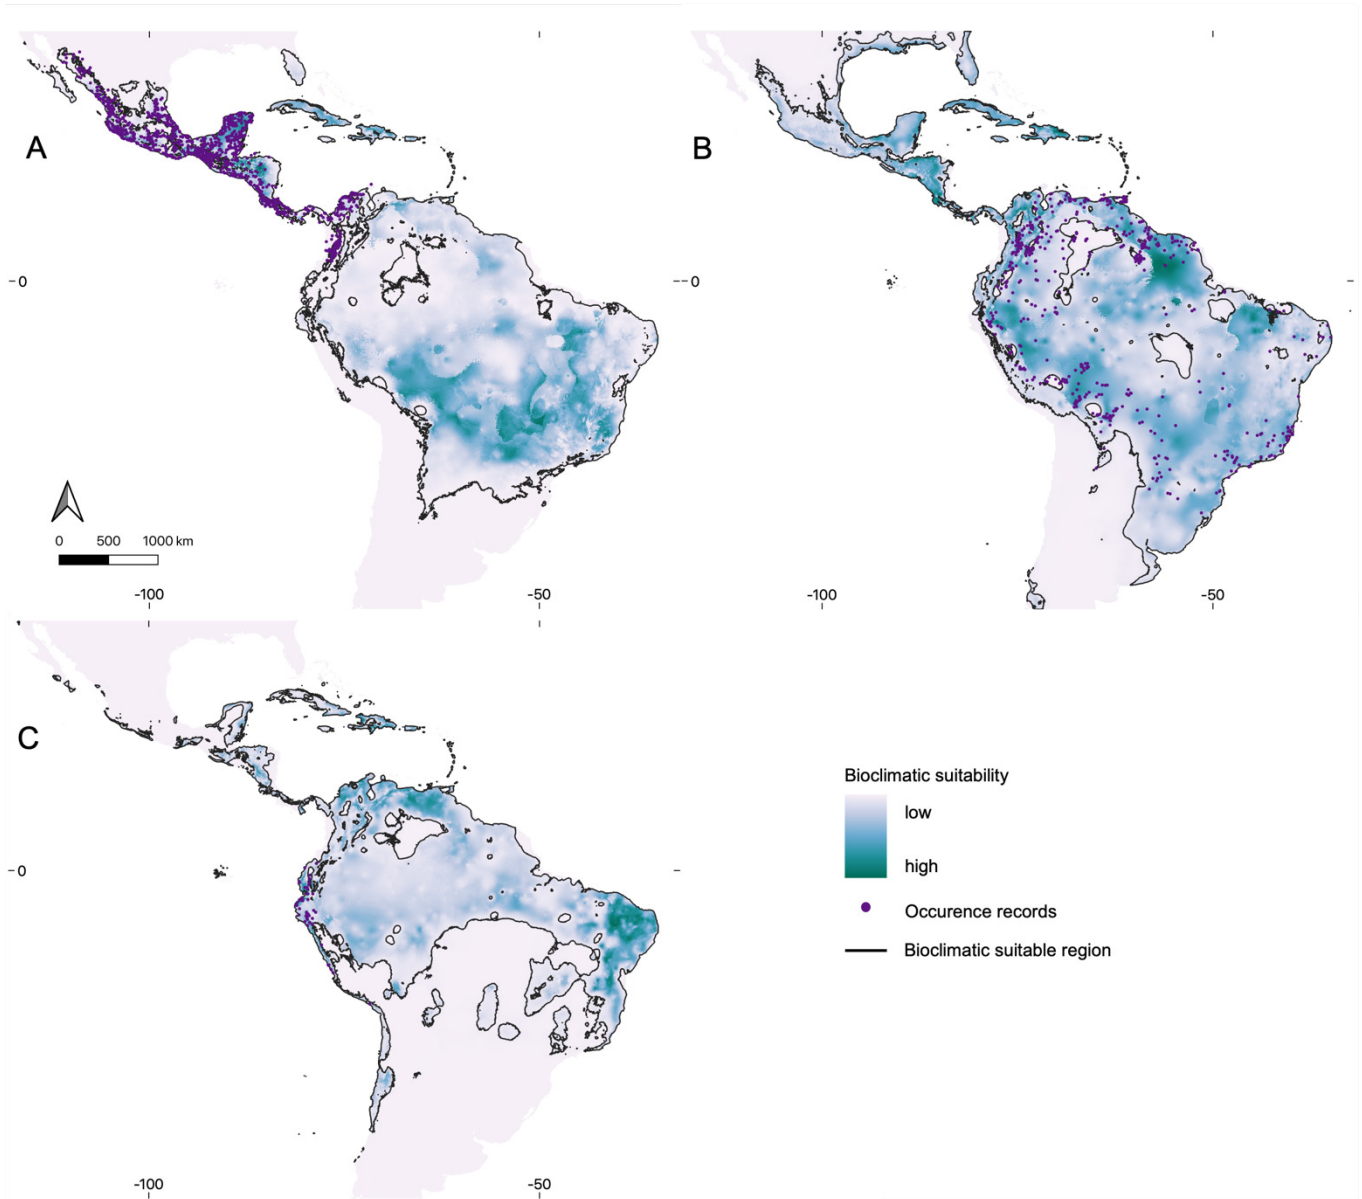 A
B
0
0
0 500 1000 km
-100
-50
-100
-50
C
0
Bioclimatic suitability
low
high
Occurence records
Bioclimatic suitable region
-100
-50